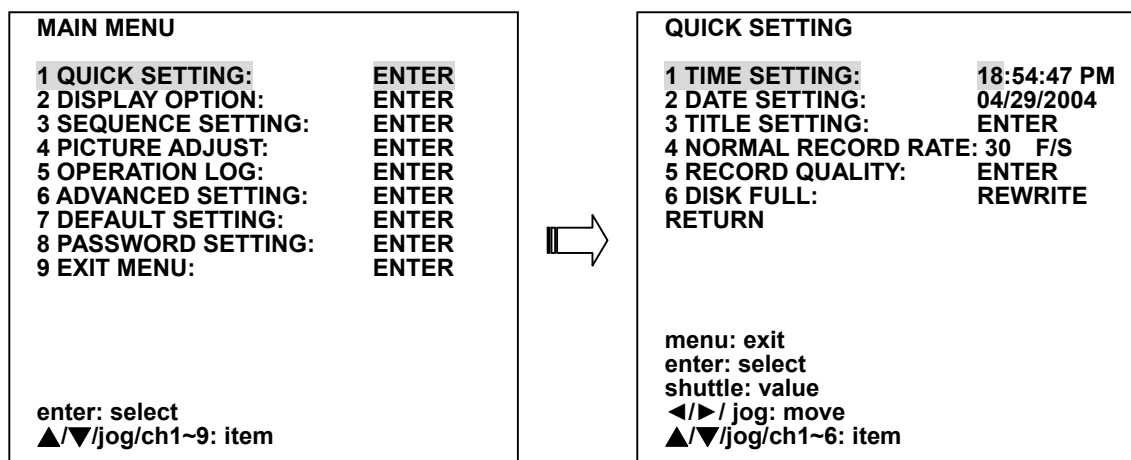 MAIN MENU
1 QUICK SETTING: ENTER
2 DISPLAY OPTION: ENTER
3 SEQUENCE SETTING: ENTER
4 PICTURE ADJUST: ENTER
5 OPERATION LOG: ENTER
6 ADVANCED SETTING: ENTER
7 DEFAULT SETTING: ENTER
8 PASSWORD SETTING: ENTER
9 EXIT MENU: ENTER
enter: select
▲/▼/jog/ch1~9: item
QUICK SETTING
1 TIME SETTING: 18:54:47 PM
2 DATE SETTING: 04/29/2004
3 TITLE SETTING: ENTER
4 NORMAL RECORD RATE: 30 F/S
5 RECORD QUALITY: ENTER
6 DISK FULL: REWRITE
RETURN
menu: exit
enter: select
shuttle: value
◄/►/ jog: move
▲/▼/jog/ch1~6: item